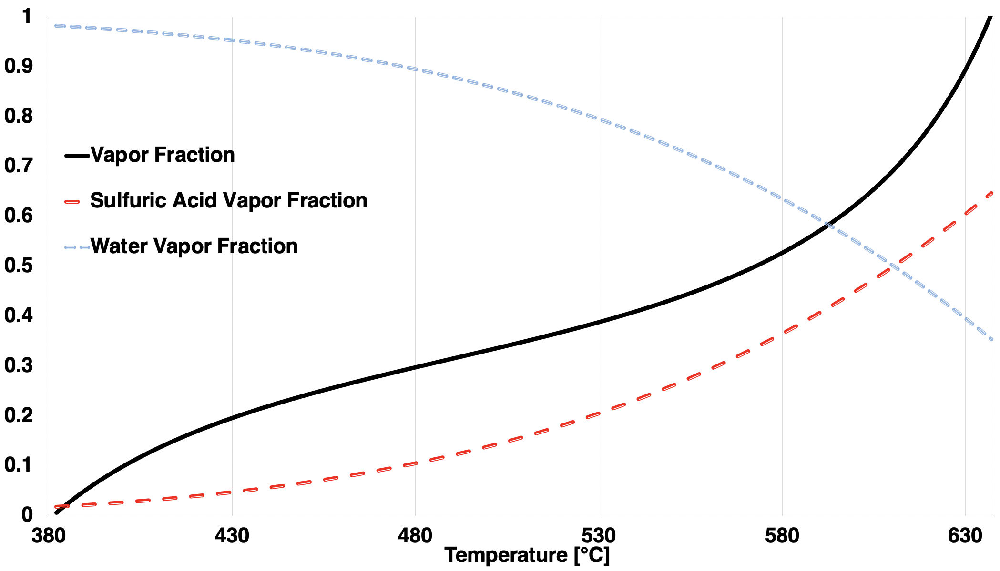 1
0.9
0.8
0.7
0.6
0.5
0.4
0.3
0.2
0.1
0
Vapor Fraction
Sulfuric Acid Vapor Fraction
Water Vapor Fraction
380 430 480 530 580 630
Temperature [°C]